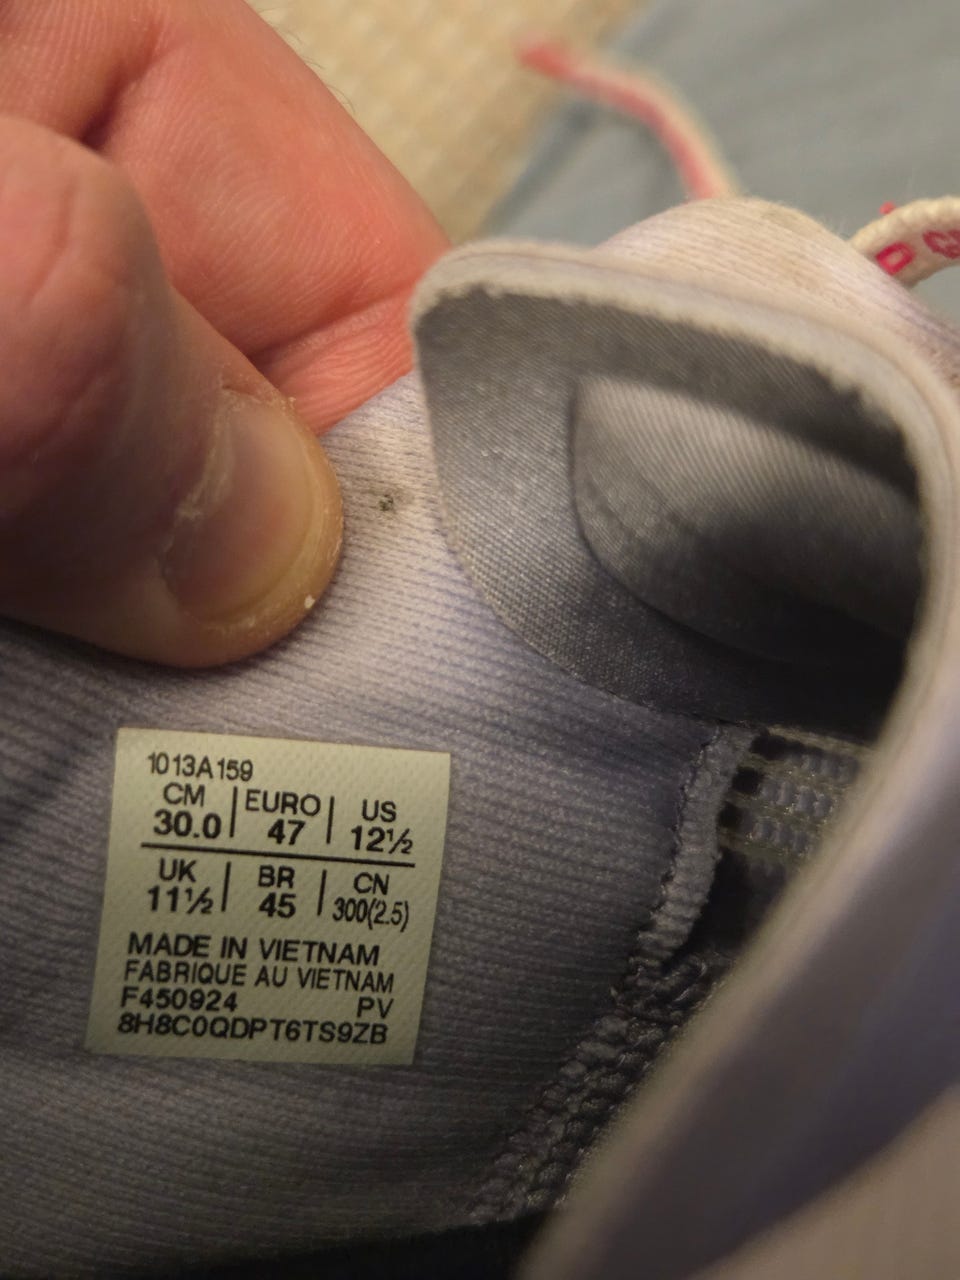 1013A159
CM | EURO | US
30.0 | 47 | 12½
UK | BR | CN
11½ | 45 | 300(2.5)
MADE IN VIETNAM
FABRIQUE AU VIETNAM
F450924 PV
8H8C0QDPT6TS9ZB